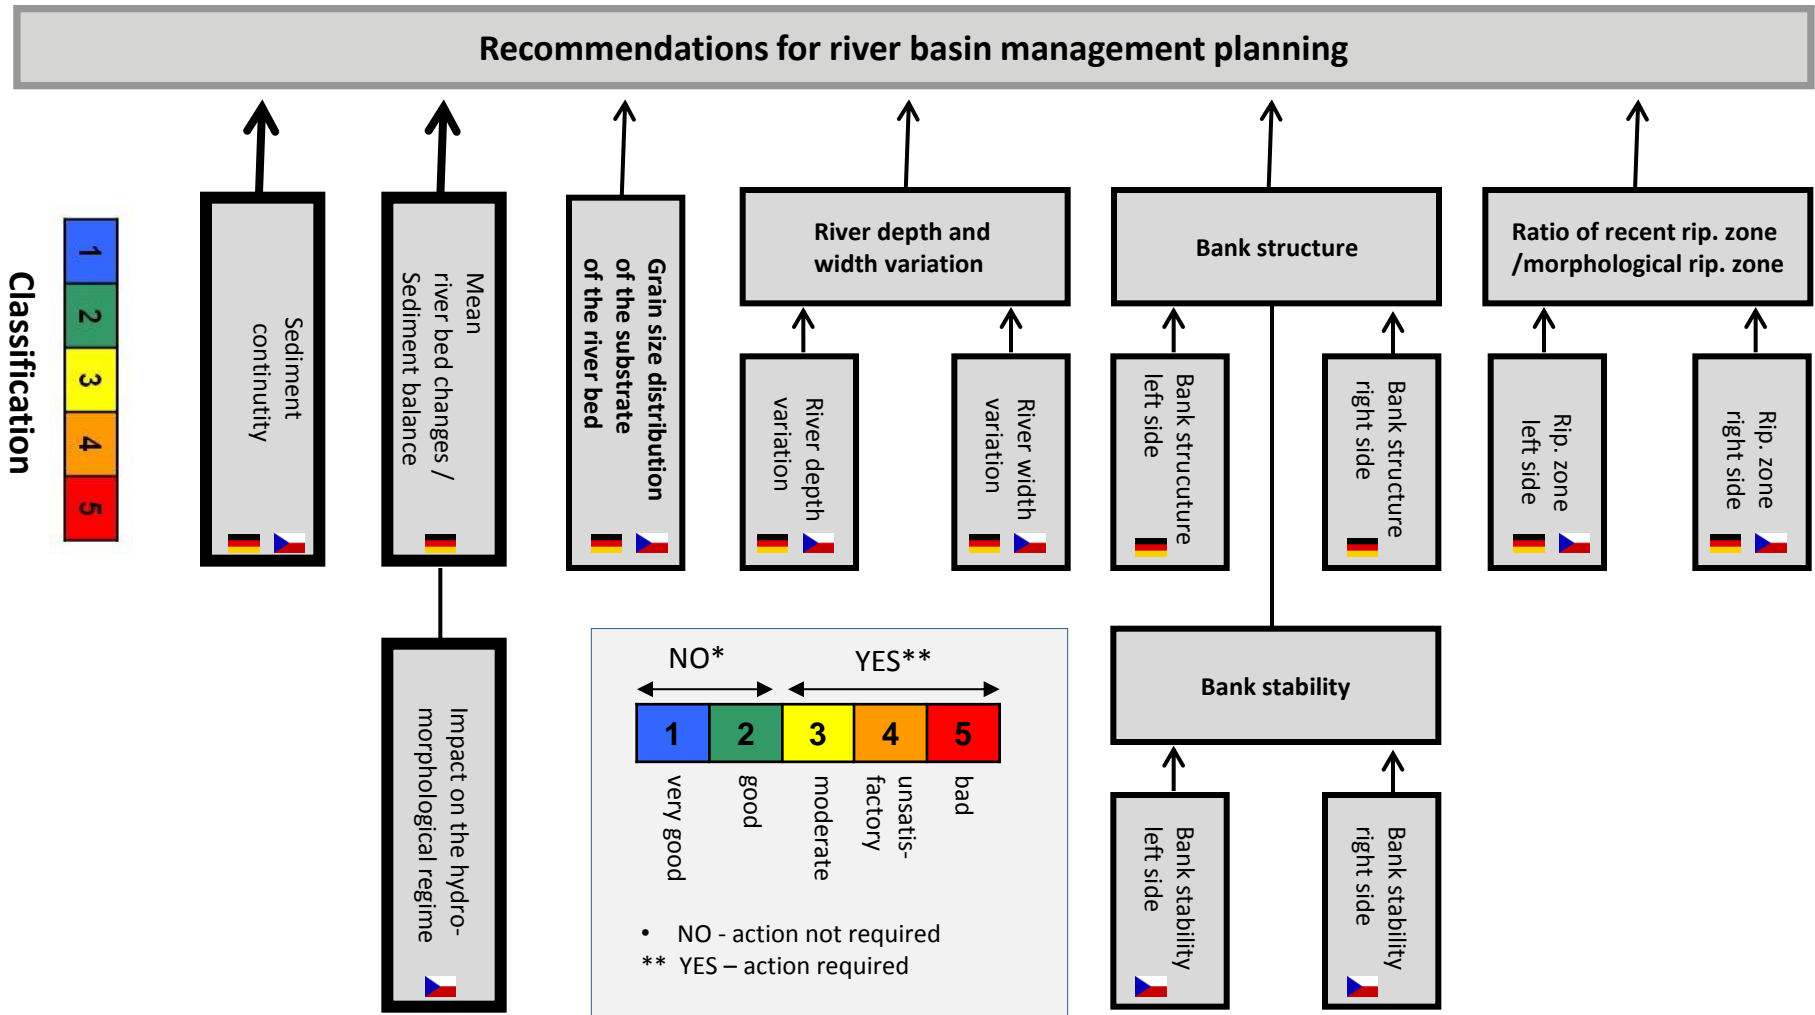 Recommendations for river basin management planning
Classification
1
2
3
4
5
Sediment
continutity
Mean
river bed changes /
Sediment balance
Grain size distribution
of the substrate
of the river bed
River depth and
width variation
Bank structure
Ratio of recent rip. zone
/morphological rip. zone
River depth
variation
River width
variation
Bank strucuture
left side
Bank structure
right side
Rip. zone
left side
Rip. zone
right side
Impact on the hydro-
morphological regime
NO*
YES**
1
2
3
4
5
very good
good
moderate
unsatis-
factory
bad
• NO - action not required
** YES – action required
Bank stability
Bank stability
left side
Bank stability
right side